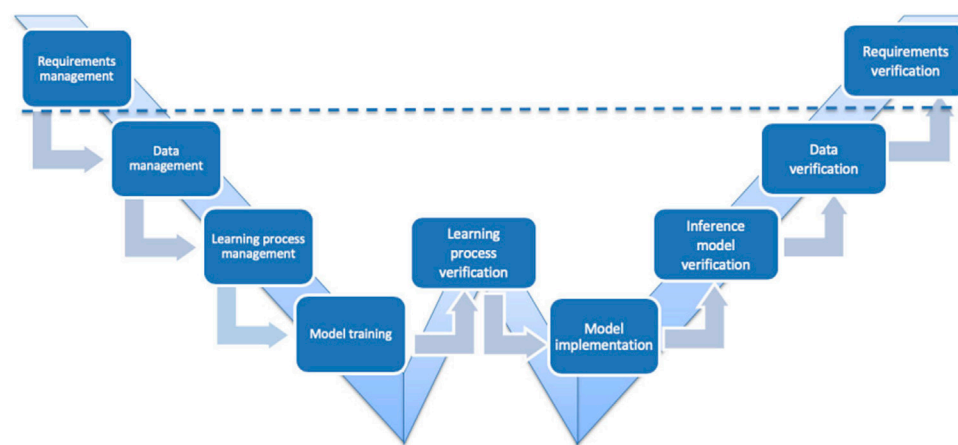 Requirements
management
Data
management
Learning process
management
Model training
Learning
process
verification
Model
implementation
Inference
model
verification
Data
verification
Requirements
verification